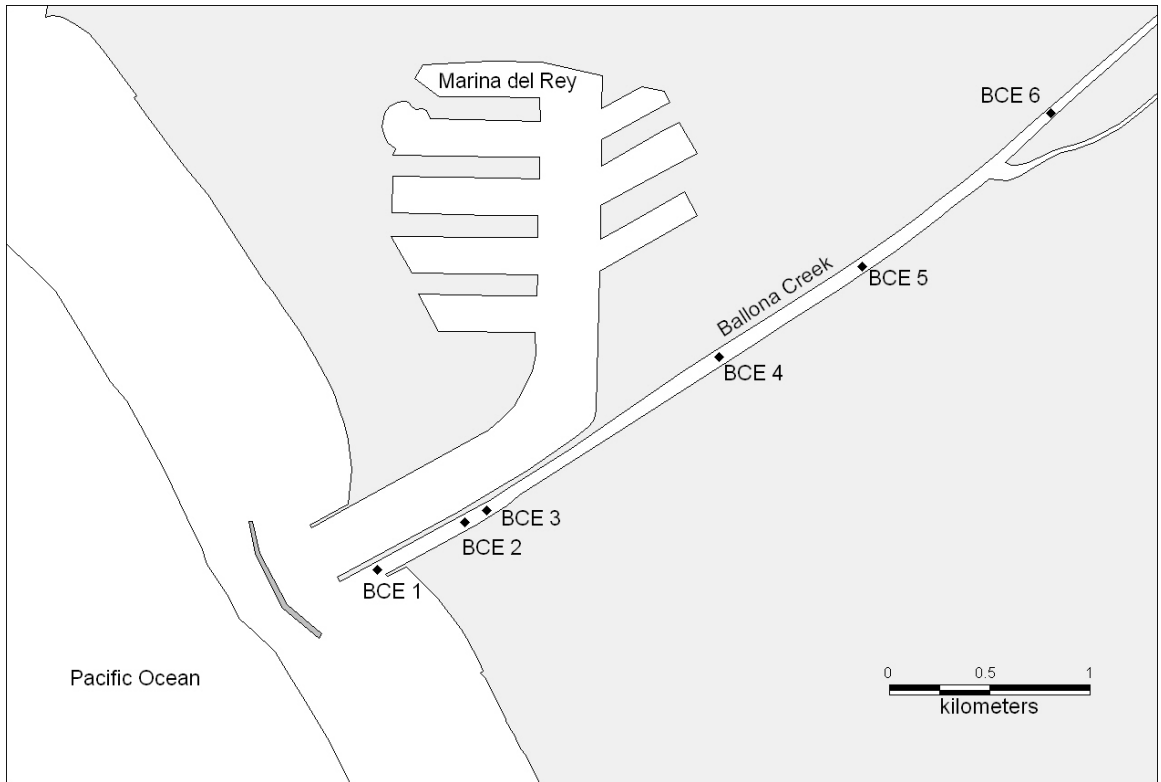 Marina del Rey
BCE 6
BCE 5
Ballona Creek
BCE 4
BCE 3
BCE 2
BCE 1
Pacific Ocean
0 0.5 1
kilometers